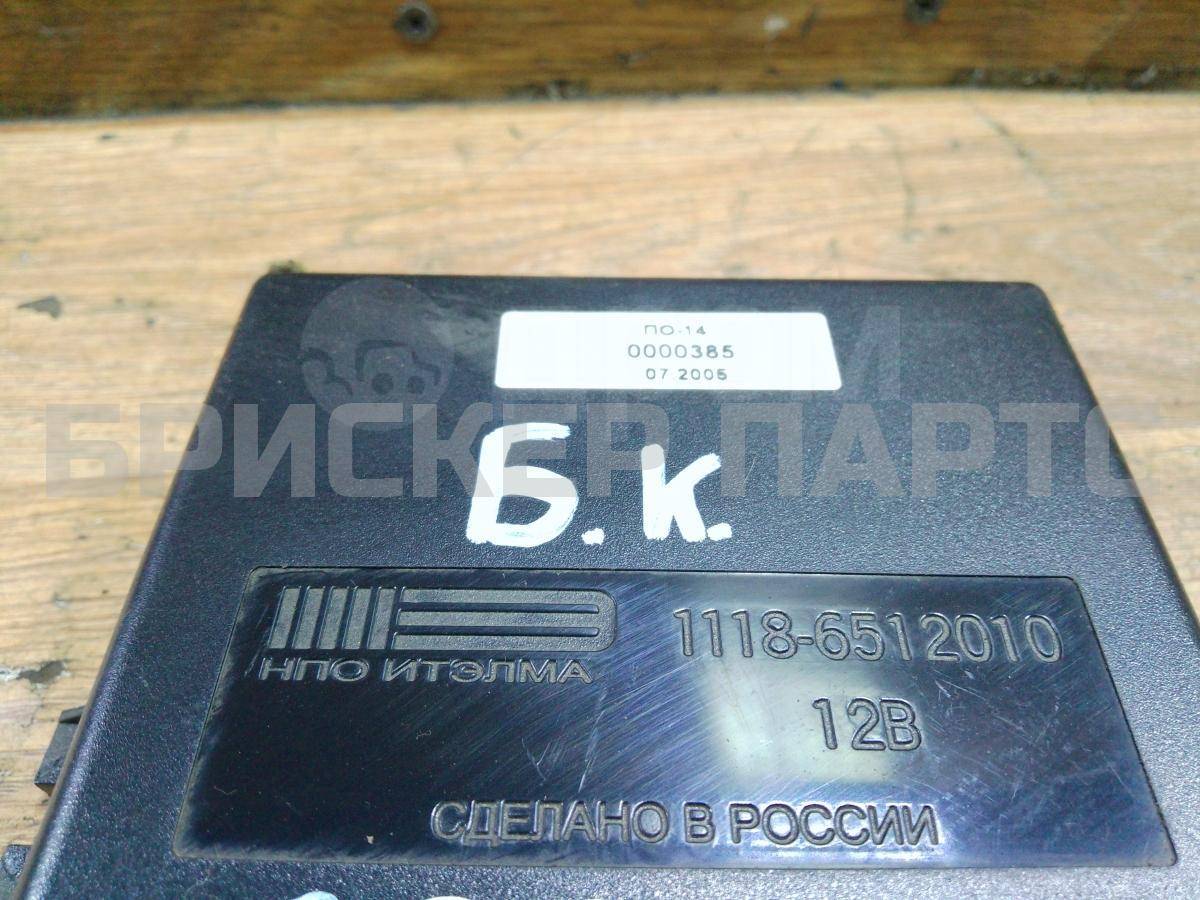 ПО-14
0000385
07 2005
БРИСКЕР ПАРТС
Б.К.
НПО ИТЭЛМА
1118-6512010
12В
СДЕЛАНО В РОССИИ